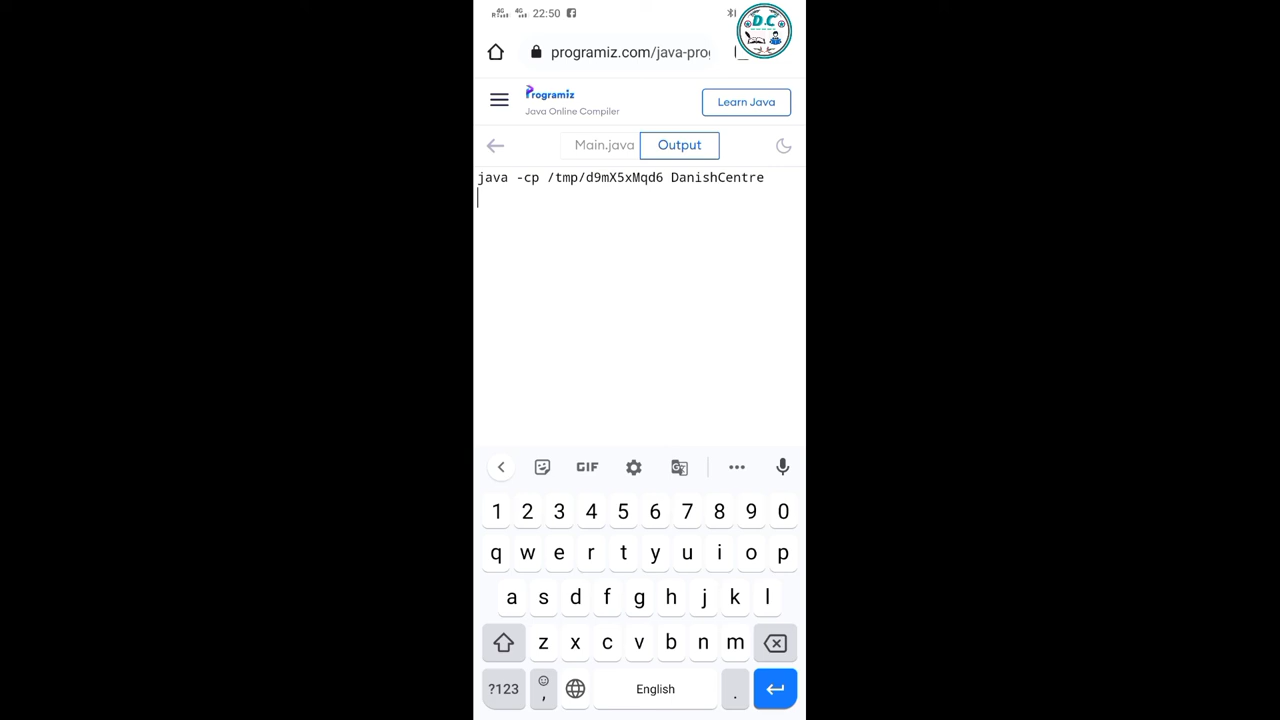 R 4G 4G 22:50
D.C
programiz.com/java-pro
Programiz
Java Online Compiler
Learn Java
Main.java
Output
java -cp /tmp/d9mX5xMqd6 DanishCentre
GIF
1 2 3 4 5 6 7 8 9 0
q w e r t y u i o p
a s d f g h j k l
z x c v b n m
?123 , English .